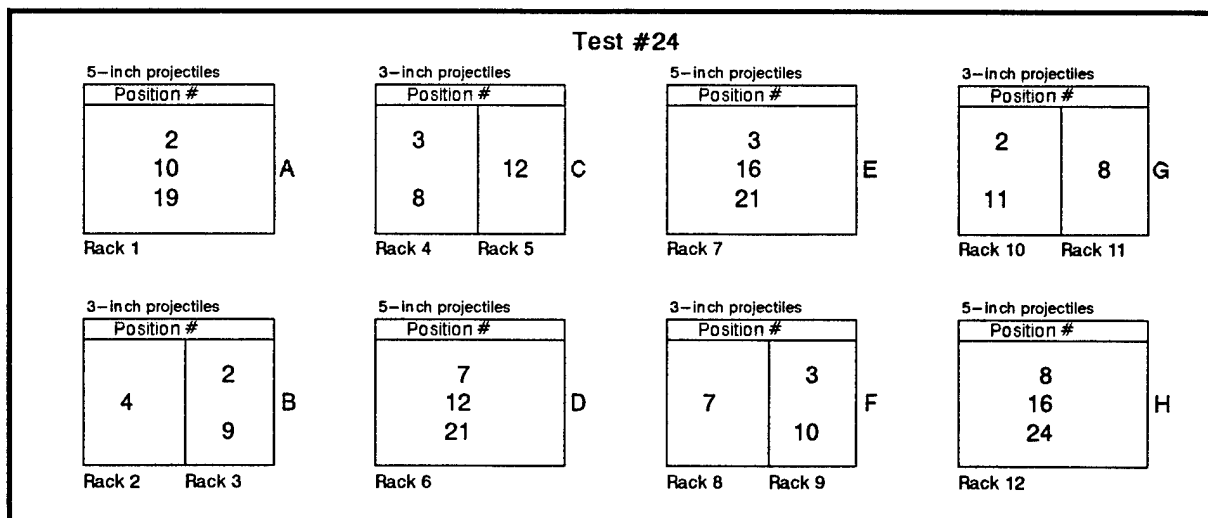 Test #24
5-inch projectiles
Position #
2
10
19
A
Rack 1
3-inch projectiles
Position #
3
8
12
C
Rack 4 Rack 5
5-inch projectiles
Position #
3
16
21
E
Rack 7
3-inch projectiles
Position #
2
11
8
G
Rack 10 Rack 11
3-inch projectiles
Position #
4
2
9
B
Rack 2 Rack 3
5-inch projectiles
Position #
7
12
21
D
Rack 6
3-inch projectiles
Position #
7
3
10
F
Rack 8 Rack 9
5-inch projectiles
Position #
8
16
24
H
Rack 12